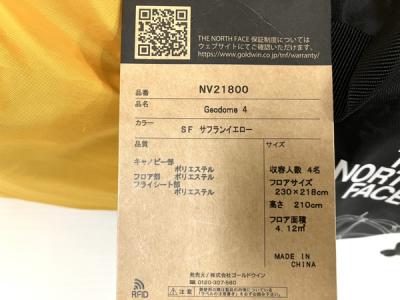 THE NORTH FACE 保証制度については
ウェブサイトにてご確認いただけます。
https://www.goldwin.co.jp/tnf/warranty/
品番 NV21800
品名 Geodome 4
カラー SF サフランイエロー
品質
キャノピー部
ポリエステル
フロア部 ポリエステル
フライシート部
ポリエステル
サイズ
収容人数 4名
フロアサイズ
230×218cm
高さ 210cm
フロア面積
4.12㎡
MADE IN
CHINA
RFID
発売元/株式会社ゴールドウイン
0120-307-560
⚠注意
NORTH
FACE